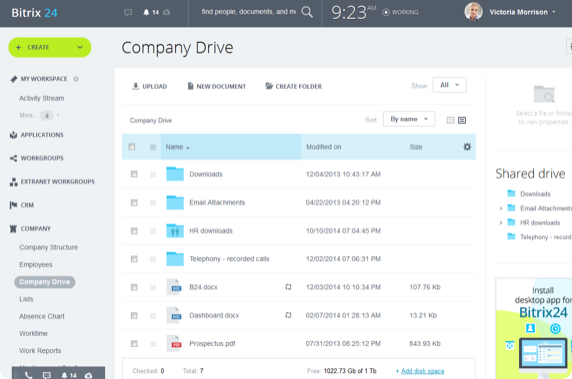 Bitrix 24
14
find people, documents, and m
9:23 AM
WORKING
Victoria Morrison
+ CREATE
MY WORKSPACE
Activity Stream
More...
4
APPLICATIONS
WORKGROUPS
EXTRANET WORKGROUPS
CRM
COMPANY
Company Structure
Employees
Company Drive
Lists
Absence Chart
Worktime
Work Reports
14
Company Drive
UPLOAD
NEW DOCUMENT
CREATE FOLDER
Show: All
Company Drive
Sort: By name
Name Modified on Size
Downloads 12/04/2013 10:43:17 AM
Email Attachments 04/22/2013 04:20:12 PM
HR downloads 10/10/2014 07:04:45 PM
Telephony - recorded calls 12/02/2014 07:06:31 PM
B24.docx 12/03/2014 10:10:34 PM 107.76 Kb
Dashboard.docx 02/07/2014 01:28:13 AM 13.21 Kb
Prospectus.pdf 07/31/2013 08:25:12 PM 843.93 Kb
Checked: 0 Total: 7 Free: 1022.73 Gb of 1 Tb + Add disk space
Select a file or folder
to view properties.
Shared drive
Downloads
Email Attachments
HR downloads
Telephony - recorde
Install
desktop app for
Bitrix24